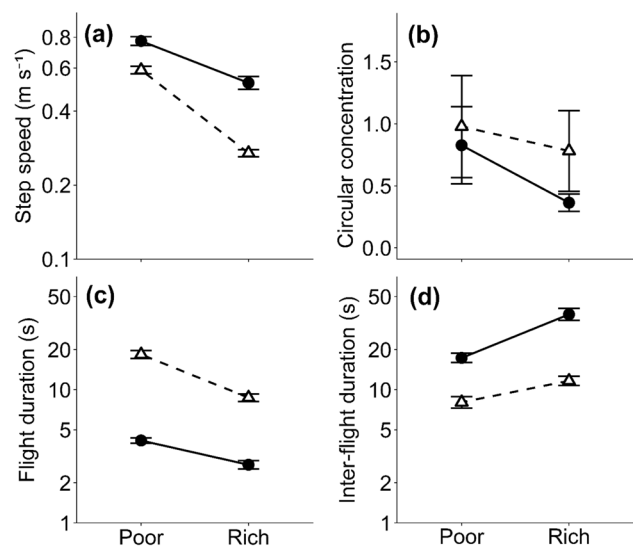 (a)
Step speed (m s⁻¹)
0.8
0.6
0.4
0.2
0.1
(b)
Circular concentration
1.5
1.0
0.5
0.0
(c)
Flight duration (s)
50
20
10
5
2
1
Poor Rich
(d)
Inter-flight duration (s)
50
20
10
5
2
1
Poor Rich